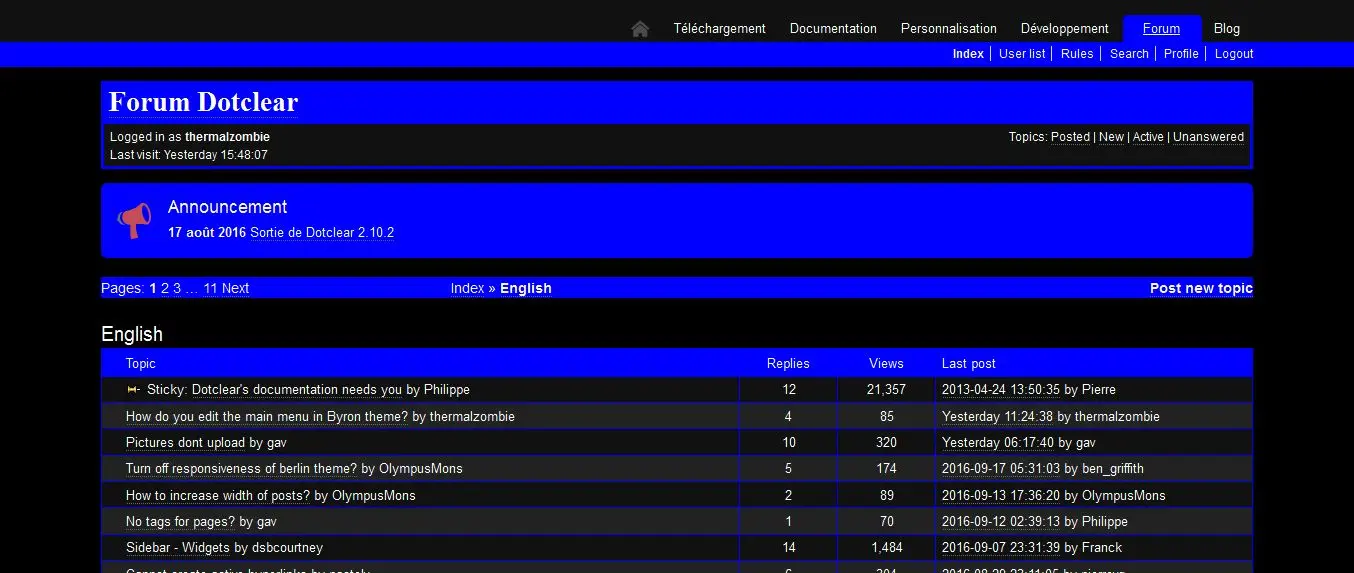 Téléchargement Documentation Personnalisation Développement Forum Blog
Index User list Rules Search Profile Logout
Forum Dotclear
Logged in as thermalzombie Topics: Posted | New | Active | Unanswered
Last visit: Yesterday 15:48:07
Announcement
17 août 2016 Sortie de Dotclear 2.10.2
Pages: 1 2 3 … 11 Next Index » English Post new topic
English
Topic Replies Views Last post
Sticky: Dotclear's documentation needs you by Philippe 12 21,357 2013-04-24 13:50:35 by Pierre
How do you edit the main menu in Byron theme? by thermalzombie 4 85 Yesterday 11:24:38 by thermalzombie
Pictures dont upload by gav 10 320 Yesterday 06:17:40 by gav
Turn off responsiveness of berlin theme? by OlympusMons 5 174 2016-09-17 05:31:03 by ben_griffith
How to increase width of posts? by OlympusMons 2 89 2016-09-13 17:36:20 by OlympusMons
No tags for pages? by gav 1 70 2016-09-12 02:39:13 by Philippe
Sidebar - Widgets by dsbcourtney 14 1,484 2016-09-07 23:31:39 by Franck